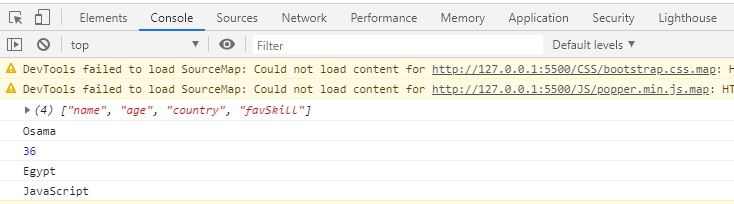 Elements Console Sources Network Performance Memory Application Security Lighthouse
top Filter Default levels
DevTools failed to load SourceMap: Could not load content for http://127.0.0.1:5500/CSS/bootstrap.css.map: H
DevTools failed to load SourceMap: Could not load content for http://127.0.0.1:5500/JS/popper.min.js.map: HT
(4) ["name", "age", "country", "favSkill"]
Osama
36
Egypt
JavaScript